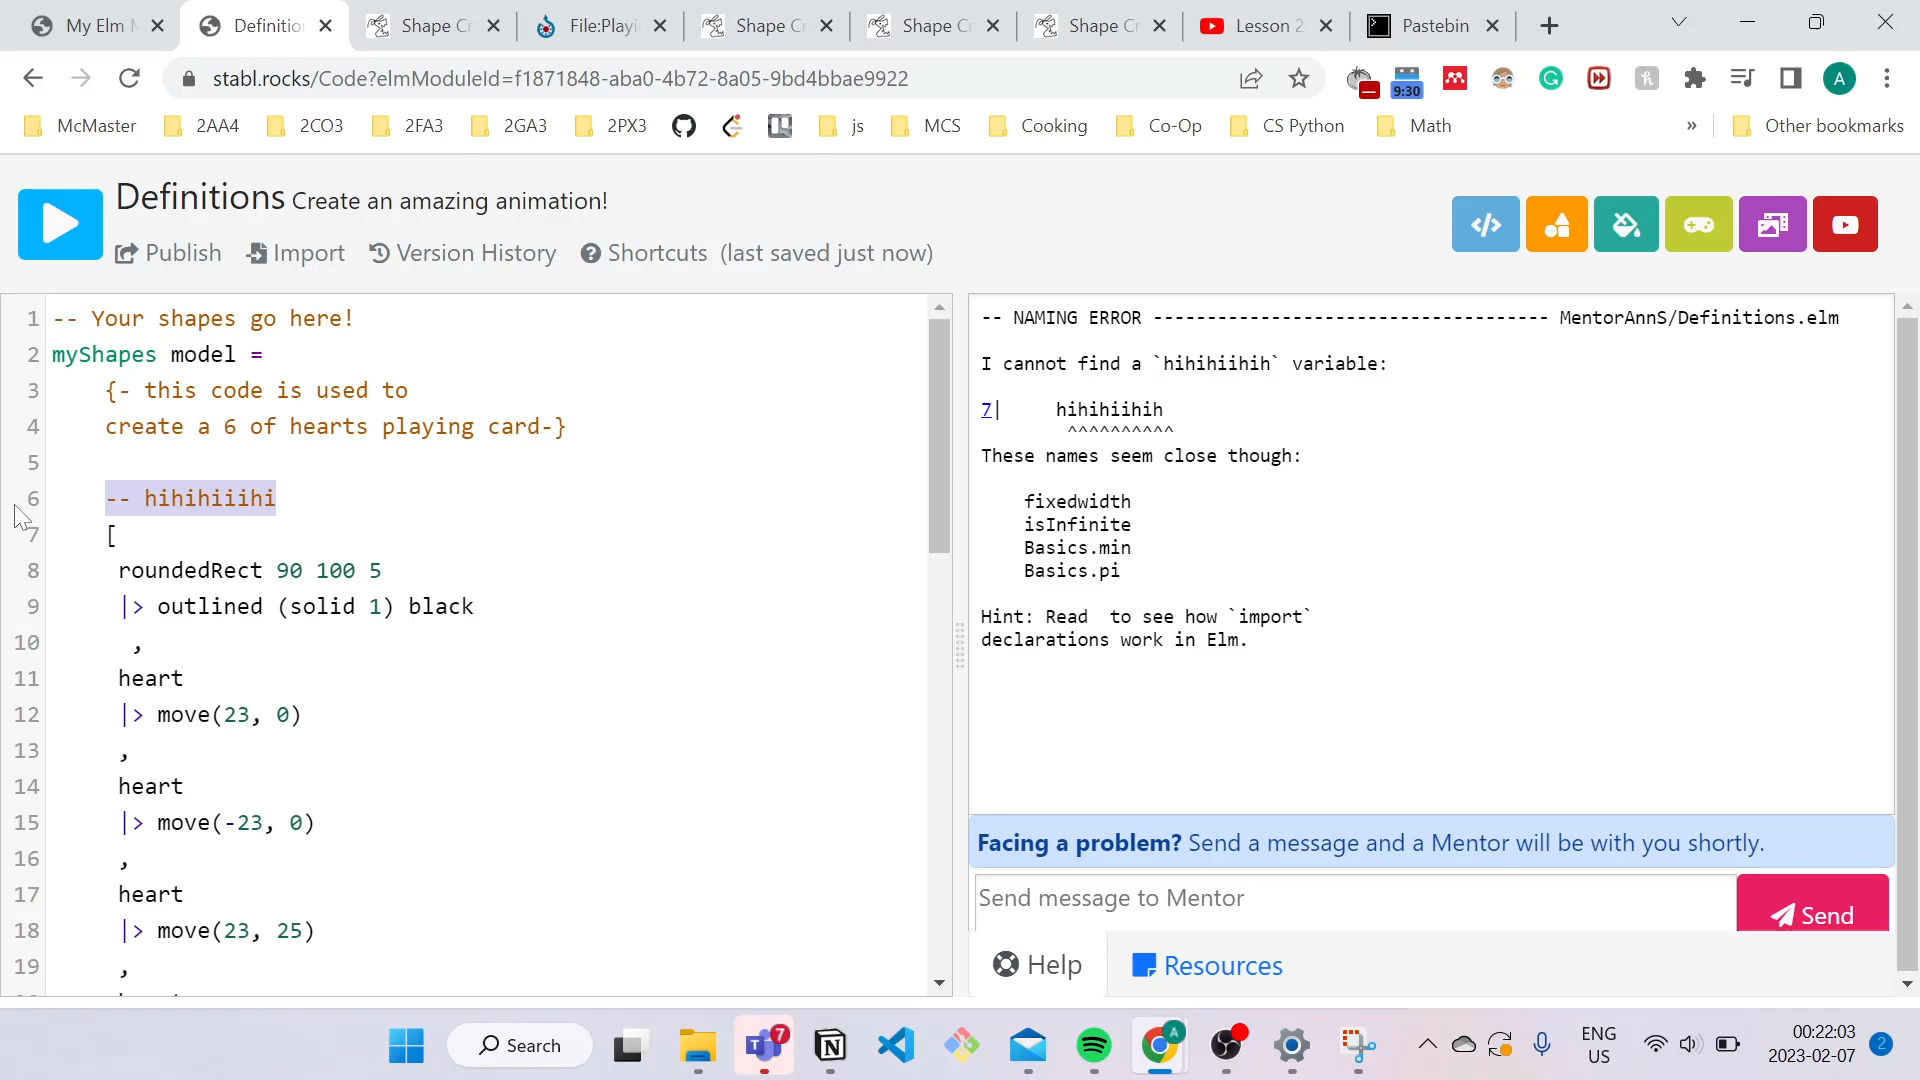 My Elm M
Definition
Shape Cr
File:Playi
Shape Cr
Shape Cr
Shape Cr
Lesson 2
Pastebin
stabl.rocks/Code?elmModuleId=f1871848-aba0-4b72-8a05-9bd4bbae9922
9:30
A
McMaster
2AA4
2CO3
2FA3
2GA3
2PX3
js
MCS
Cooking
Co-Op
CS Python
Math
»
Other bookmarks
Definitions Create an amazing animation!
Publish Import Version History Shortcuts (last saved just now)
1 -- Your shapes go here!
2 myShapes model =
3 {- this code is used to
4 create a 6 of hearts playing card-}
5
6 -- hihihiiihi
7 [
8 roundedRect 90 100 5
9 |> outlined (solid 1) black
10 ,
11 heart
12 |> move(23, 0)
13 ,
14 heart
15 |> move(-23, 0)
16 ,
17 heart
18 |> move(23, 25)
19 ,
-- NAMING ERROR ------------------------------------- MentorAnnS/Definitions.elm
I cannot find a `hihihiihih` variable:
7| hihihiihih
^^^^^^^^^^
These names seem close though:
fixedwidth
isInfinite
Basics.min
Basics.pi
Hint: Read  to see how `import`
declarations work in Elm.
Facing a problem? Send a message and a Mentor will be with you shortly.
Send message to Mentor
Send
Help
Resources
Search
7
A
ENG
US
00:22:03
2023-02-07
2